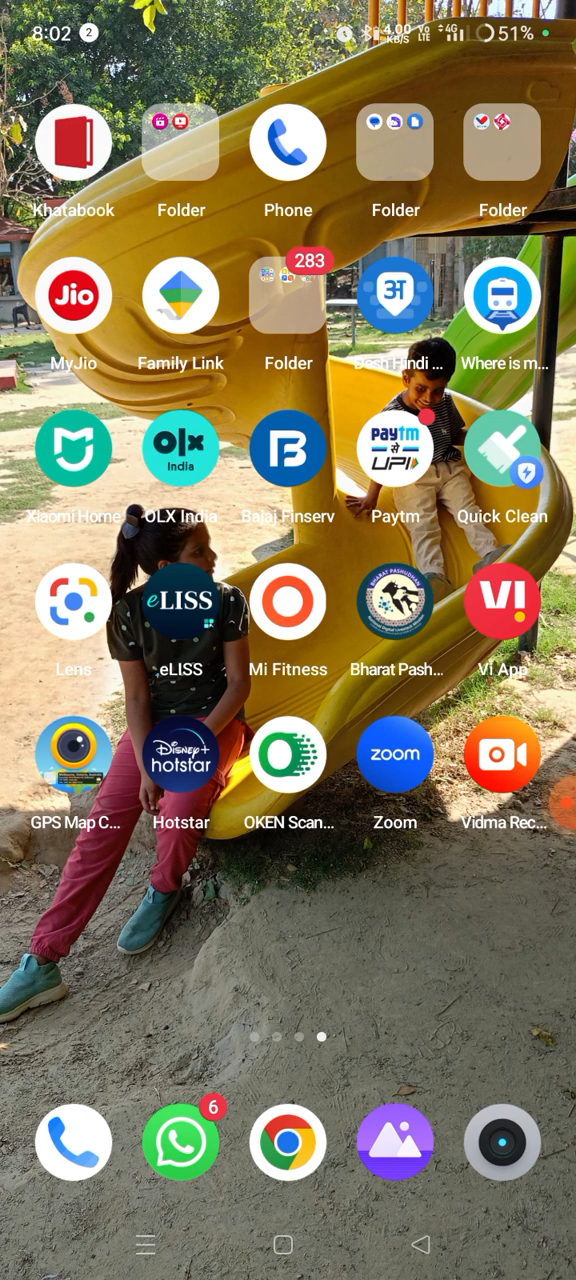 8:02 2 4.00 KB/S Vo LTE 4G 51%
Khatabook Folder Phone Folder Folder
283
Jio अ
MyJio Family Link Folder Desh Hindi ... Where is m...
olx India paytm से UPI
Xiaomi Home OLX India Bajaj Finserv Paytm Quick Clean
eLISS BHARAT PASHUDHAN VI
Lens eLISS Mi Fitness Bharat Pash... Vi App
Disney+ hotstar zoom
GPS Map C... Hotstar OKEN Scan... Zoom Vidma Rec...
6